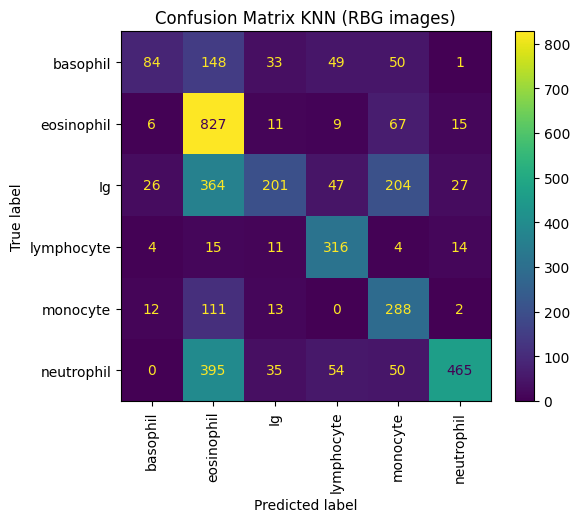 Confusion Matrix KNN (RBG images)
True label
basophil 84 148 33 49 50 1
eosinophil 6 827 11 9 67 15
Ig 26 364 201 47 204 27
lymphocyte 4 15 11 316 4 14
monocyte 12 111 13 0 288 2
neutrophil 0 395 35 54 50 465
basophil eosinophil Ig lymphocyte monocyte neutrophil
Predicted label
800
700
600
500
400
300
200
100
0